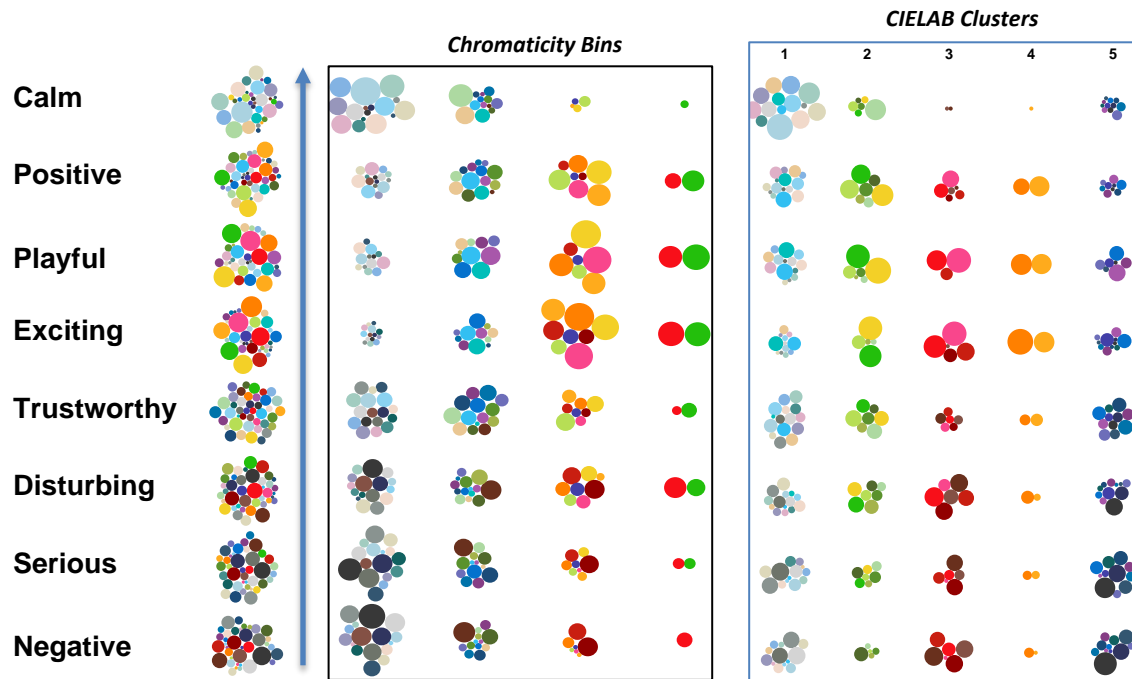 CIELAB Clusters
Chromaticity Bins
1 2 3 4 5
Calm
Positive
Playful
Exciting
Trustworthy
Disturbing
Serious
Negative